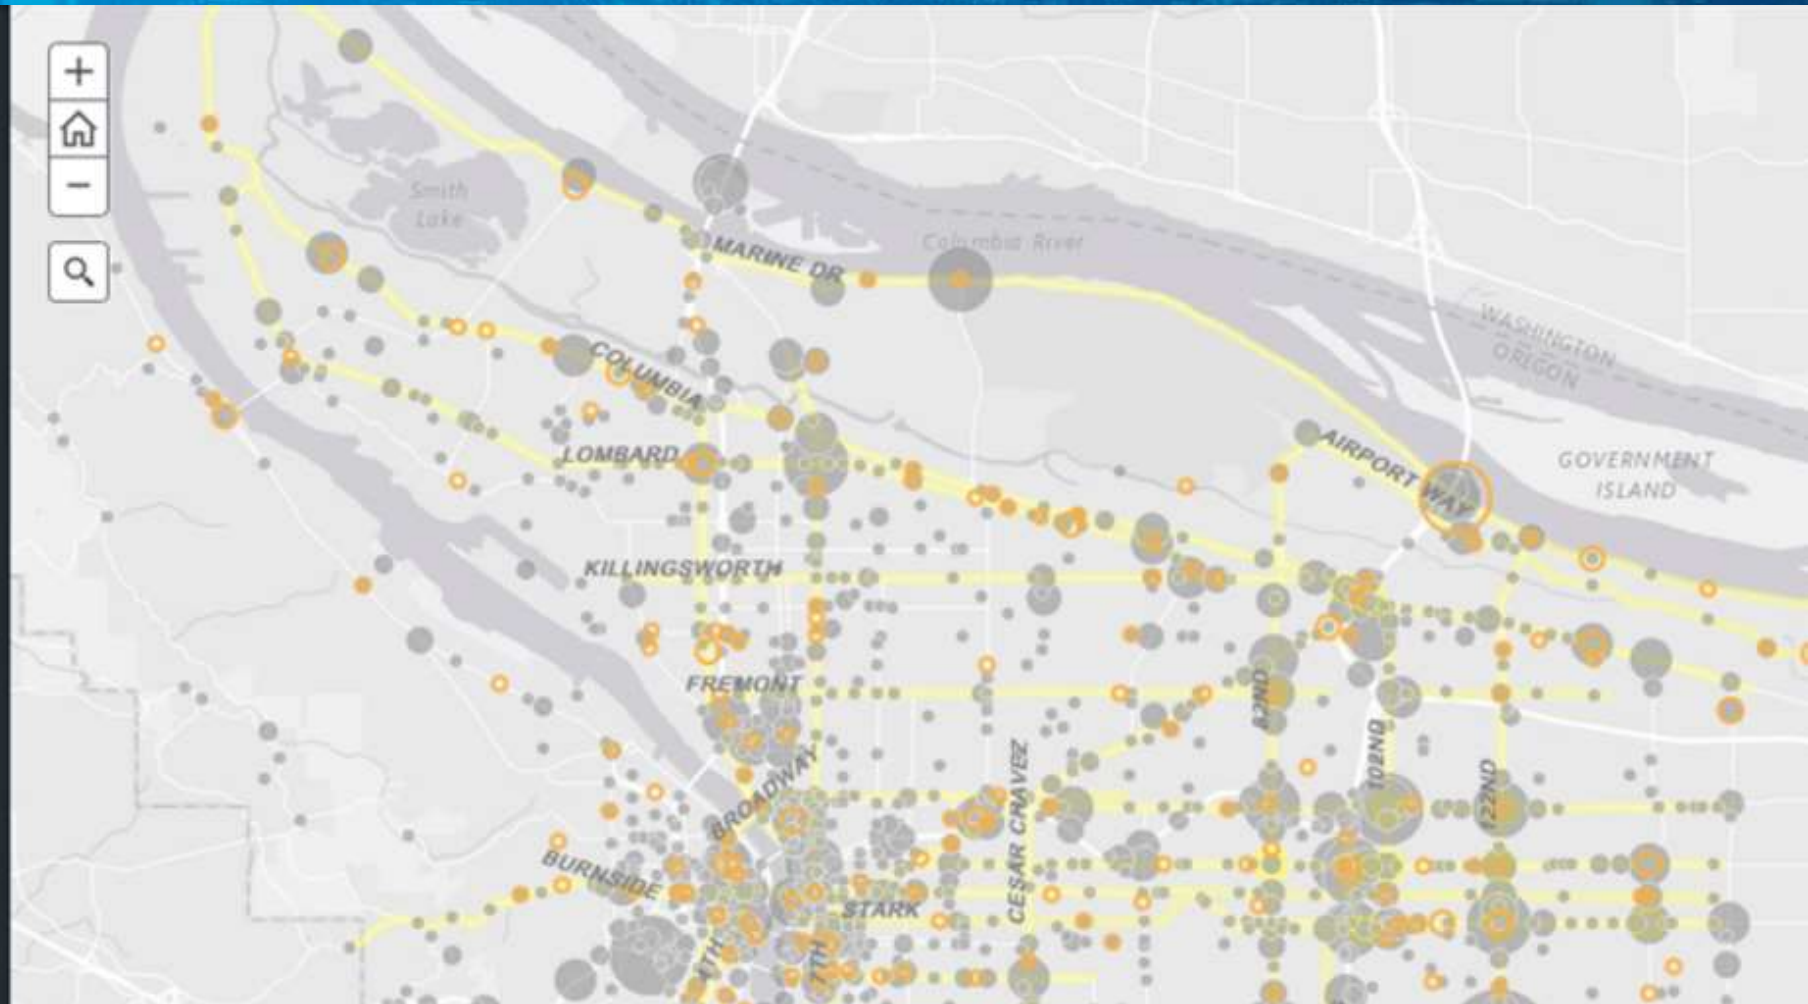 +
−
Smith
Lake
MARINE DR
Columbia River
WASHINGTON
OREGON
COLUMBIA
LOMBARD
AIRPORT WAY
GOVERNMENT
ISLAND
KILLINGSWORTH
FREMONT
82ND
102ND
122ND
BROADWAY
CESAR CHAVEZ
BURNSIDE
STARK